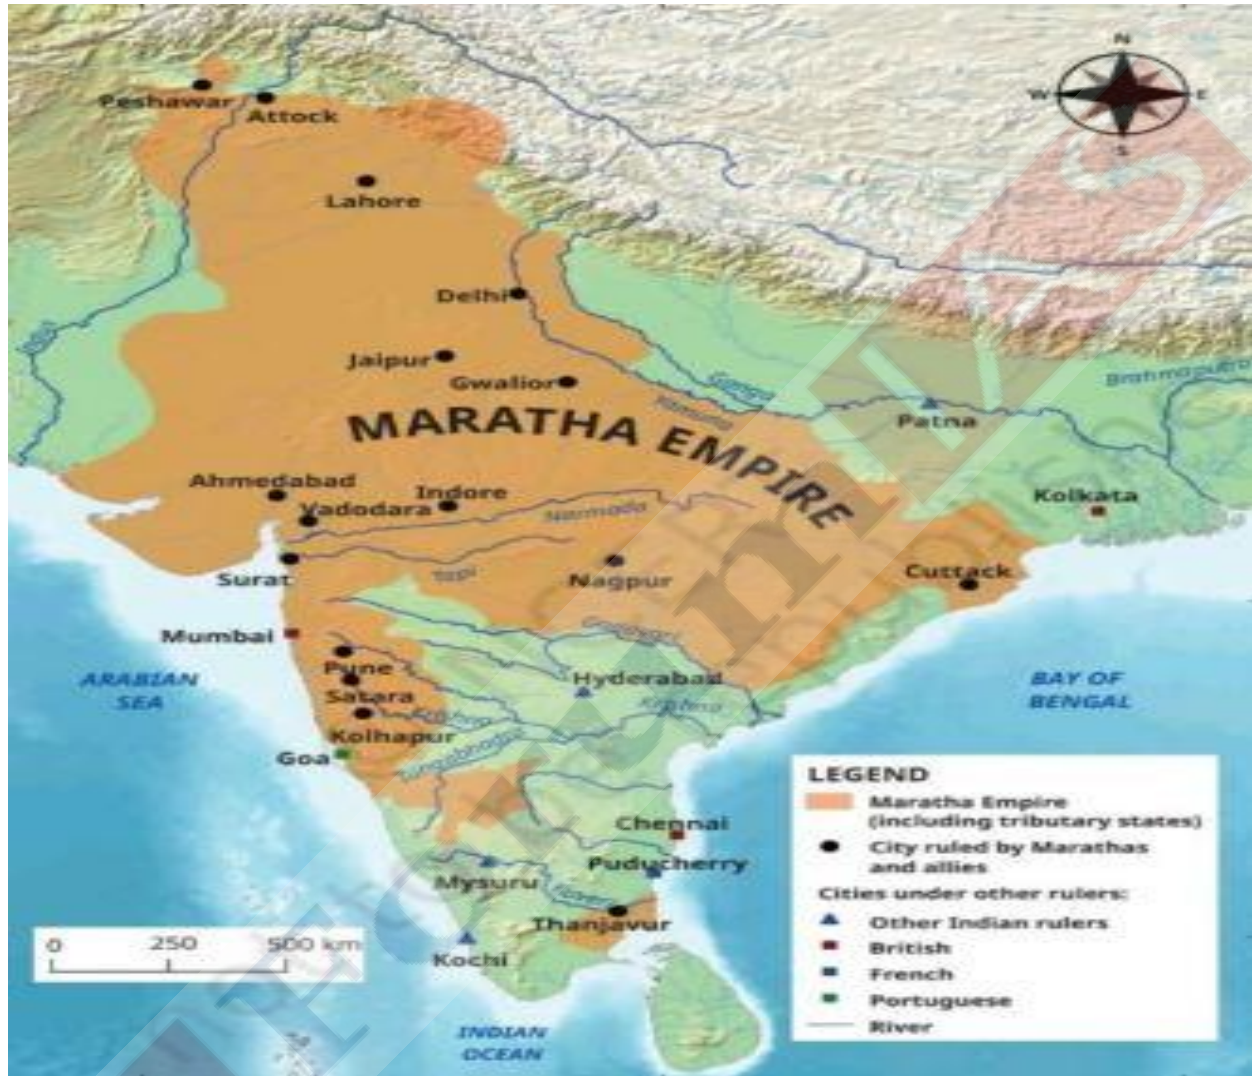 N
W
E
S
Peshawar
Attock
Lahore
Delhi
Jaipur
Gwalior
MARATHA EMPIRE
Ganga
Yamuna
Brahmaputra
Patna
Indus
Ahmedabad
Indore
Vadodara
Narmada
Kolkata
Surat
Tapi
Nagpur
Cuttack
Mumbai
Godavari
Pune
Hyderabad
ARABIAN
SEA
BAY OF
BENGAL
Satara
Krishna
Krishna
Kolhapur
Goa
Tungabhadra
LEGEND
Maratha Empire
(including tributary states)
City ruled by Marathas
and allies
Cities under other rulers:
Other Indian rulers
British
French
Portuguese
River
Chennai
Puducherry
Mysuru
Kaveri
Thanjavur
Kochi
0 250 500 km
INDIAN
OCEAN